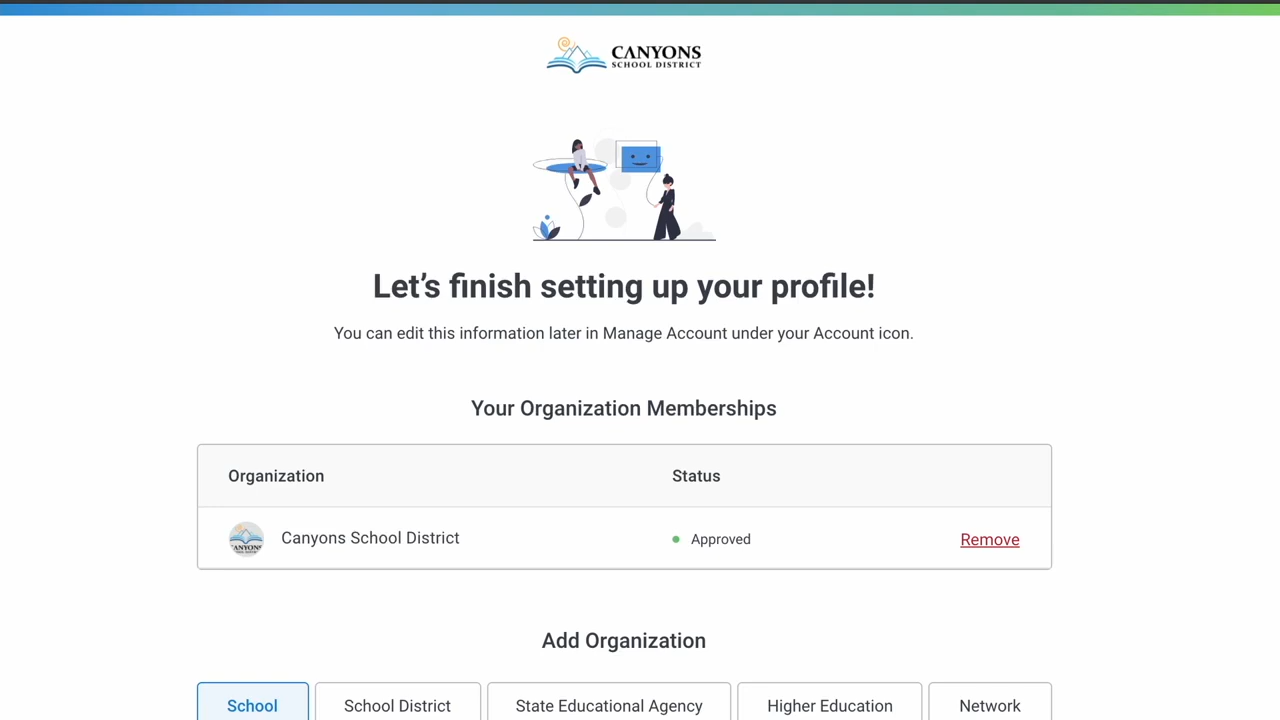 CANYONS
SCHOOL DISTRICT
Let's finish setting up your profile!
You can edit this information later in Manage Account under your Account icon.
Your Organization Memberships
Organization Status
CANYONS Canyons School District Approved Remove
Add Organization
School School District State Educational Agency Higher Education Network